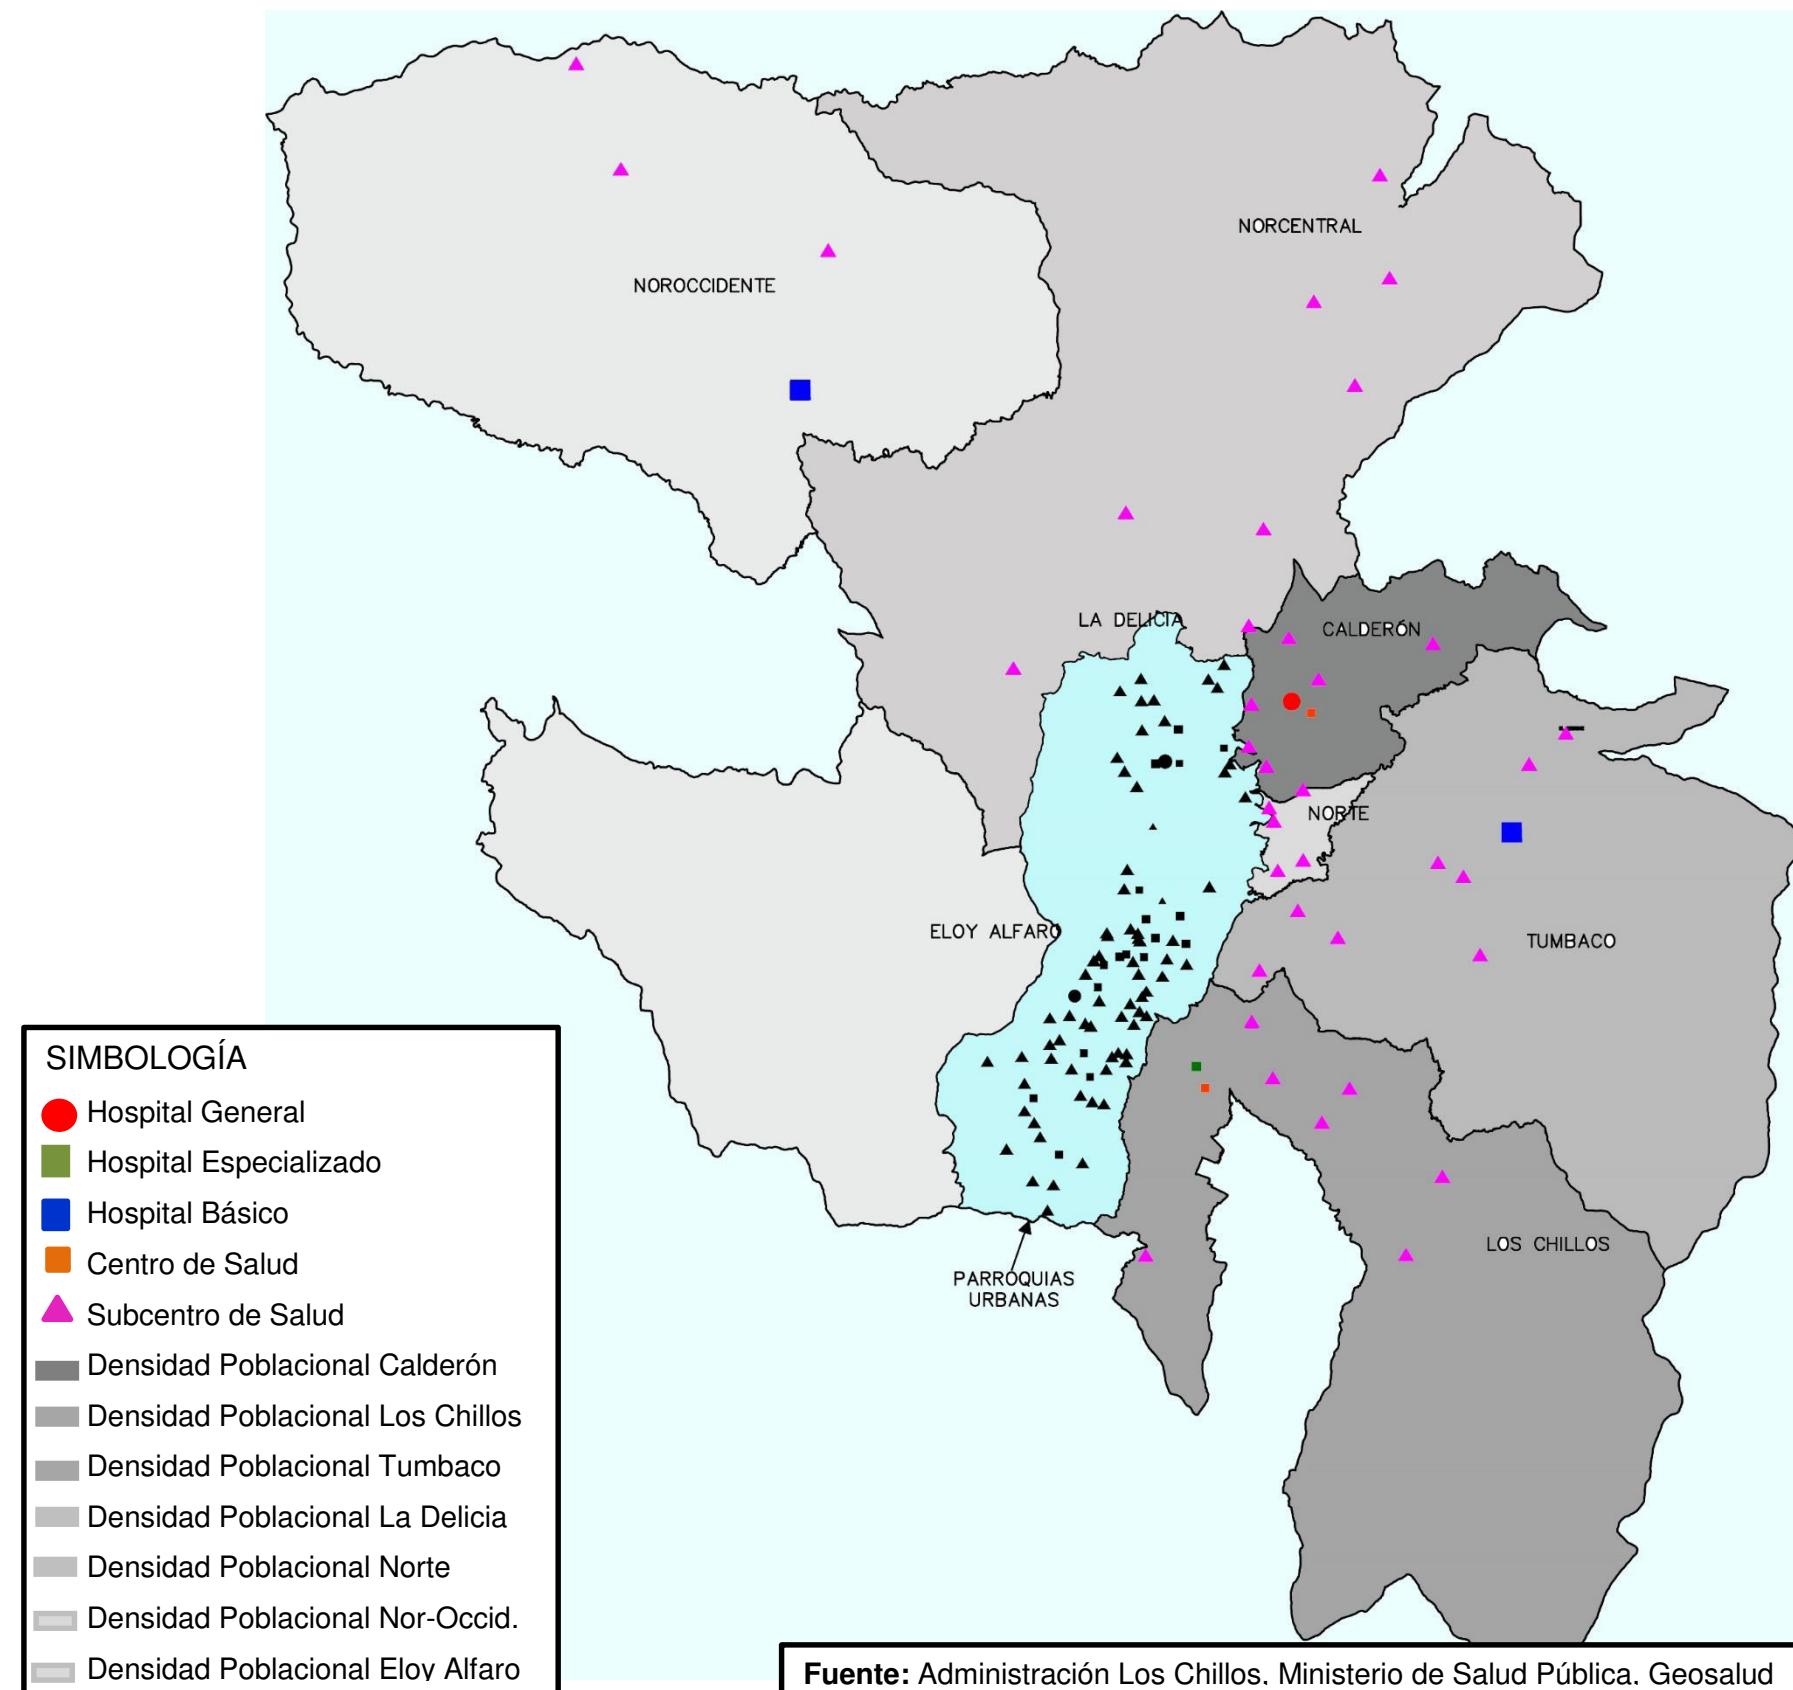 NORCENTRAL
NOROCCIDENTE
LA DELICIA
CALDERÓN
NORTE
ELOY ALFARO
TUMBACO
LOS CHILLOS
PARROQUIAS
URBANAS
SIMBOLOGÍA
Hospital General
Hospital Especializado
Hospital Básico
Centro de Salud
Subcentro de Salud
Densidad Poblacional Calderón
Densidad Poblacional Los Chillos
Densidad Poblacional Tumbaco
Densidad Poblacional La Delicia
Densidad Poblacional Norte
Densidad Poblacional Nor-Occid.
Densidad Poblacional Eloy Alfaro
Fuente: Administración Los Chillos, Ministerio de Salud Pública, Geosalud